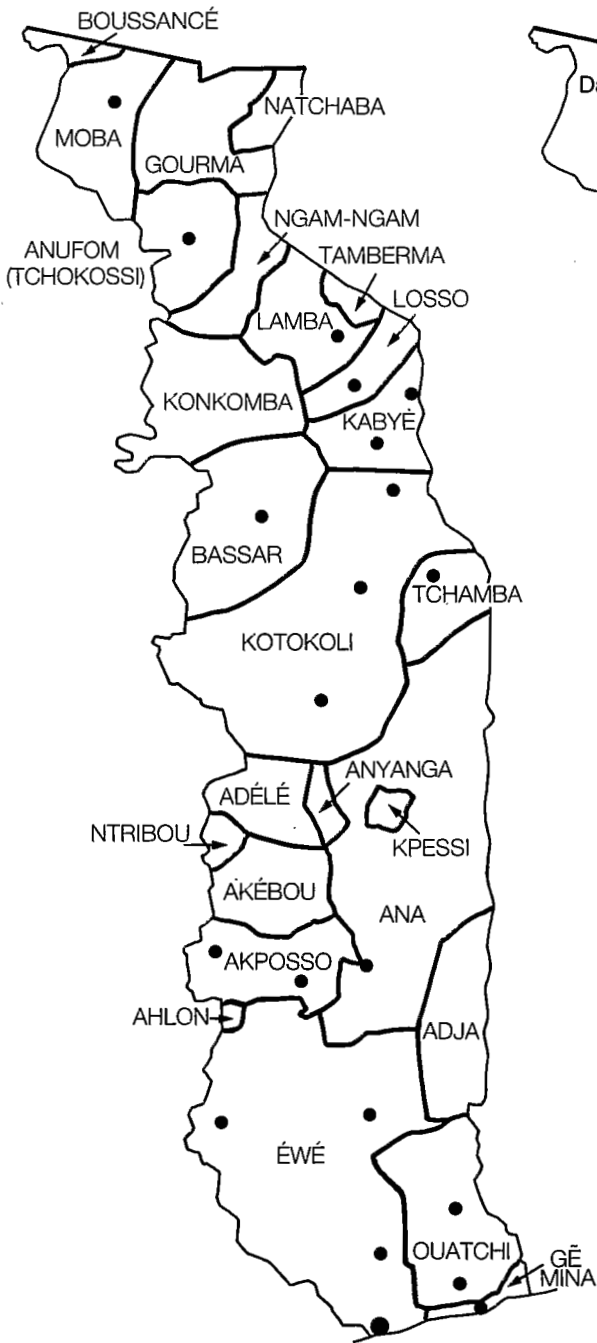 BOUSSANCÉ
Da
NATCHABA
MOBA
GOURMA
NGAM-NGAM
ANUFOM
(TCHOKOSSI)
TAMBERMA
LOSSO
LAMBA
KONKOMBA
KABYÈ
BASSAR
TCHAMBA
KOTOKOLI
ANYANGA
ADÉLÉ
NTRIBOU
KPESSI
AKÉBOU
ANA
AKPOSSO
AHLON
ADJA
ÉWÉ
OUATCHI
GẼ
MINA